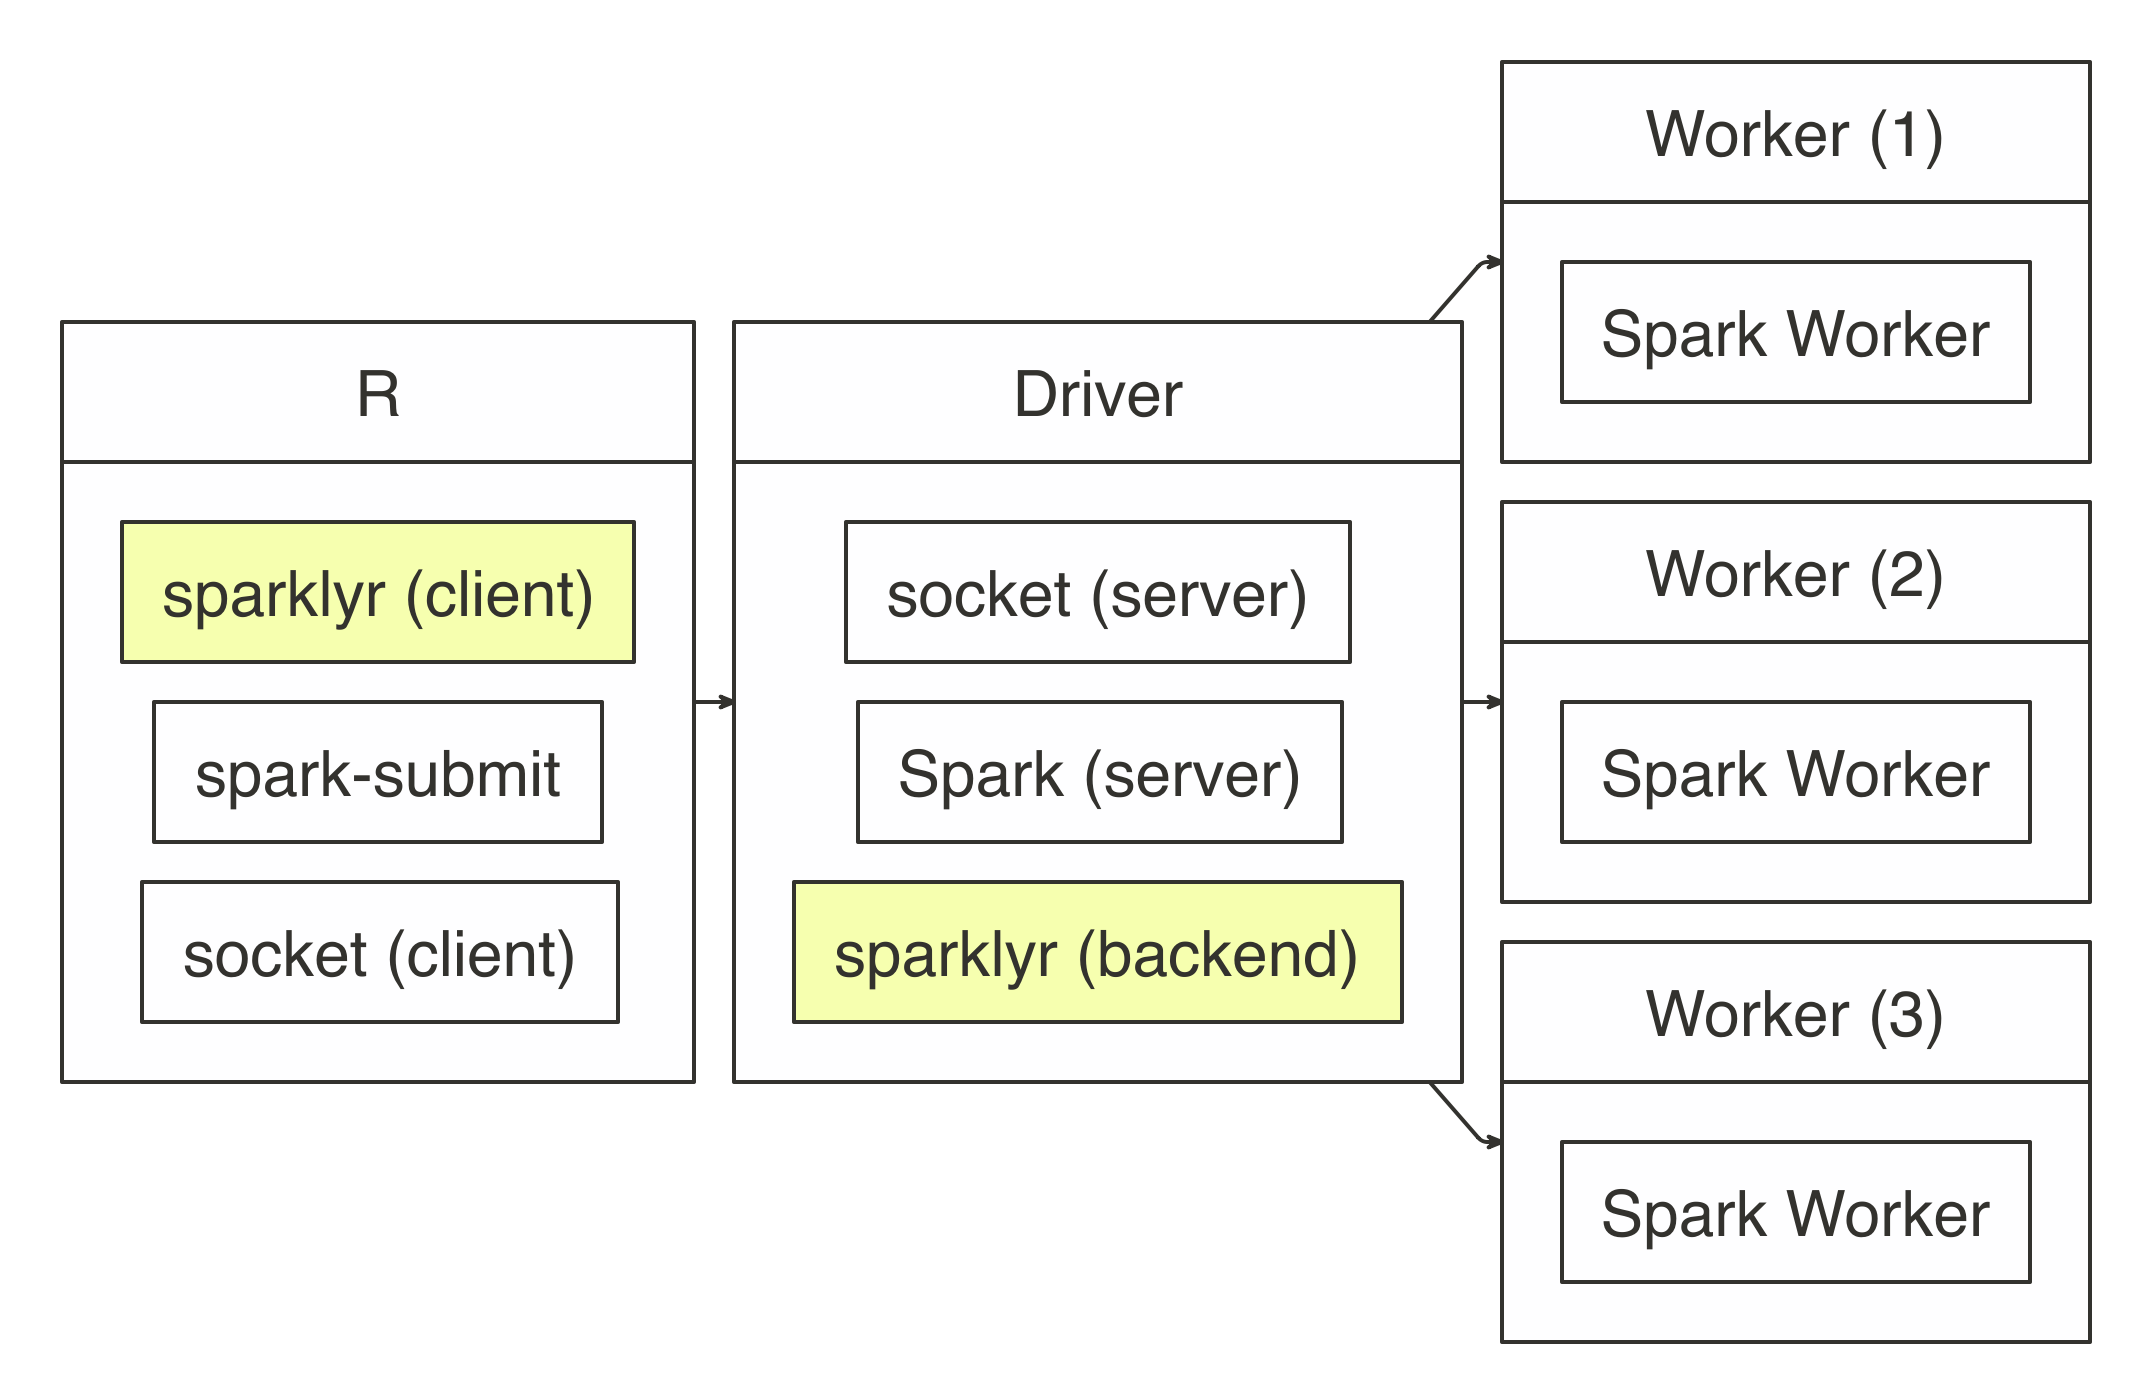 R
sparklyr (client)
spark-submit
socket (client)
Driver
socket (server)
Spark (server)
sparklyr (backend)
Worker (1)
Spark Worker
Worker (2)
Spark Worker
Worker (3)
Spark Worker